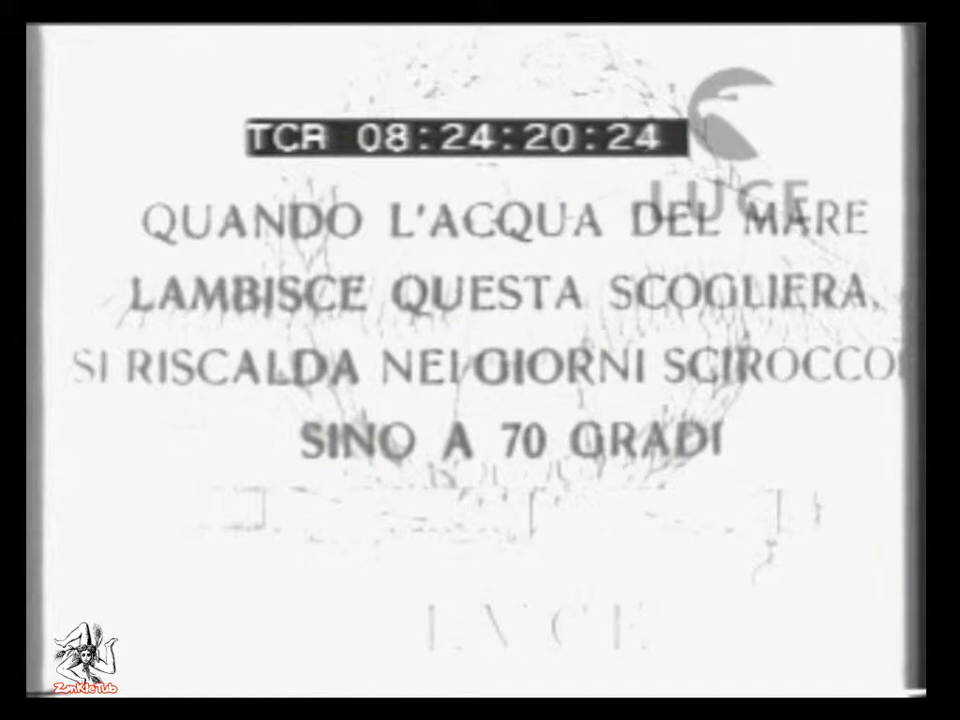 TCR 08:24:20:24
LUCE
QUANDO L'ACQUA DEL MARE
LAMBISCE QUESTA SCOGLIERA,
SI RISCALDA NEI GIORNI SCIROCCO
SINO A 70 GRADI
LVCE
ZanKleTub